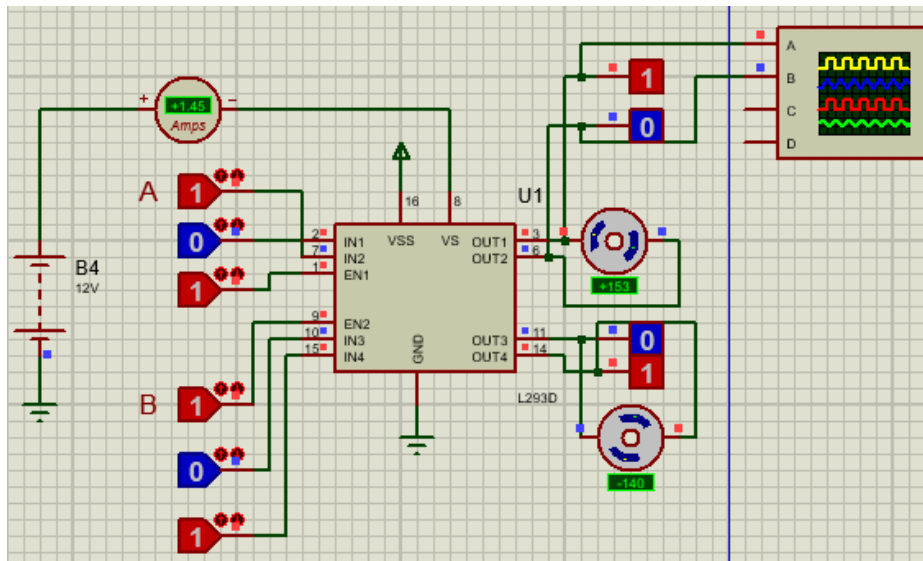 A
1
B
0
C
D
+ +1.45 −
Amps
16
8
U1
A
1
0
1
B4
12V
2
7
1
IN1
IN2
EN1
VSS
VS
OUT1
OUT2
3
6
+153
9
10
15
EN2
IN3
IN4
GND
OUT3
OUT4
11
14
0
1
L293D
B
1
0
1
-140